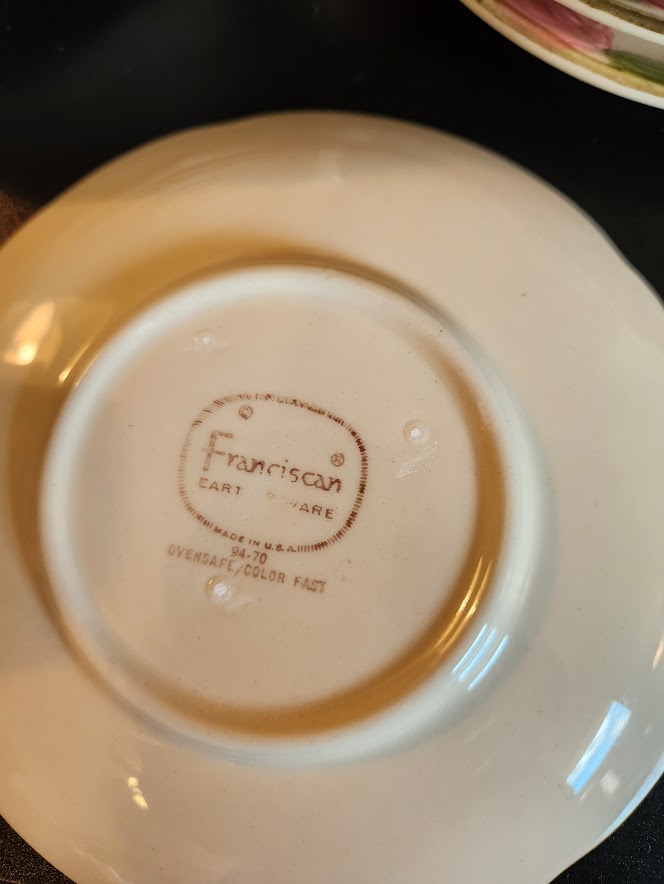 ©
Franciscan ®
EART WARE
MADE IN U.S.A.
94-70
OVENSAFE/COLOR FAST